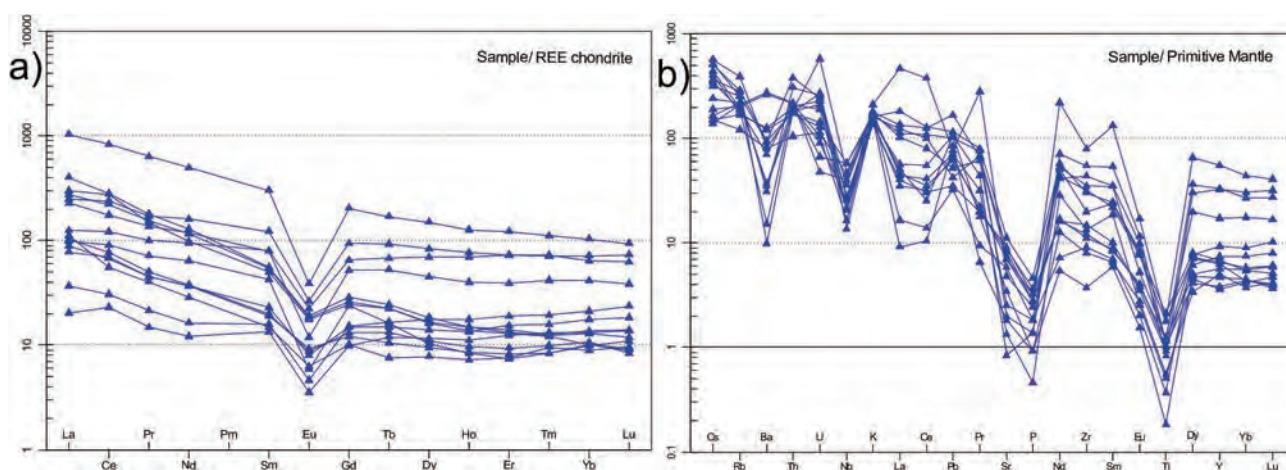 a)
Sample/ REE chondrite
10000
1000
100
10
1
La Pr Pm Eu Tb Ho Tm Lu
Ce Nd Sm Gd Dy Er Yb
b)
Sample/ Primitive Mantle
1000
100
10
1
0.1
Cs Ba U K Ce Pr P Zr Eu Dy Yb
Rb Th Nb La Pb Sr Nd Sm Ti Y Lu